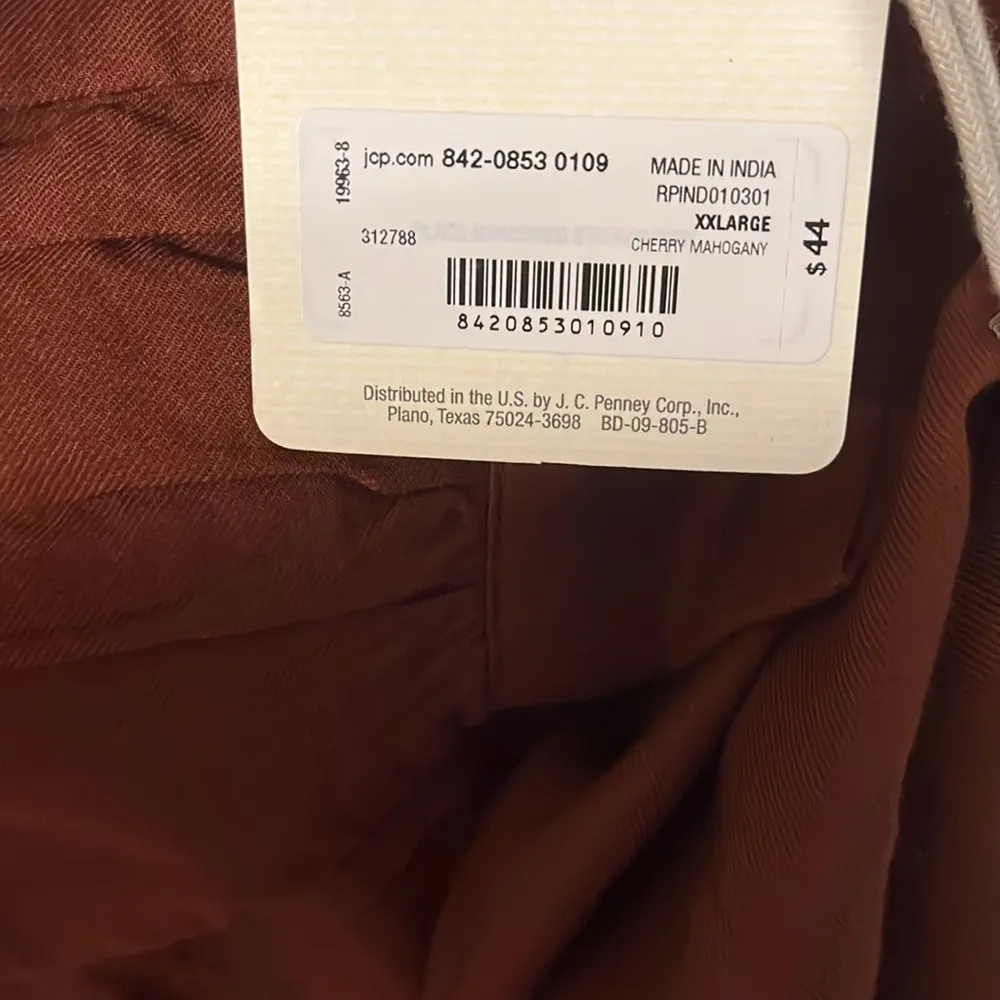 19963-8
jcp.com 842-0853 0109
MADE IN INDIA
RPIND010301
XXLARGE
CHERRY MAHOGANY
$44
312788
8563-A
8420853010910
Distributed in the U.S. by J. C. Penney Corp., Inc.,
Plano, Texas 75024-3698 BD-09-805-B